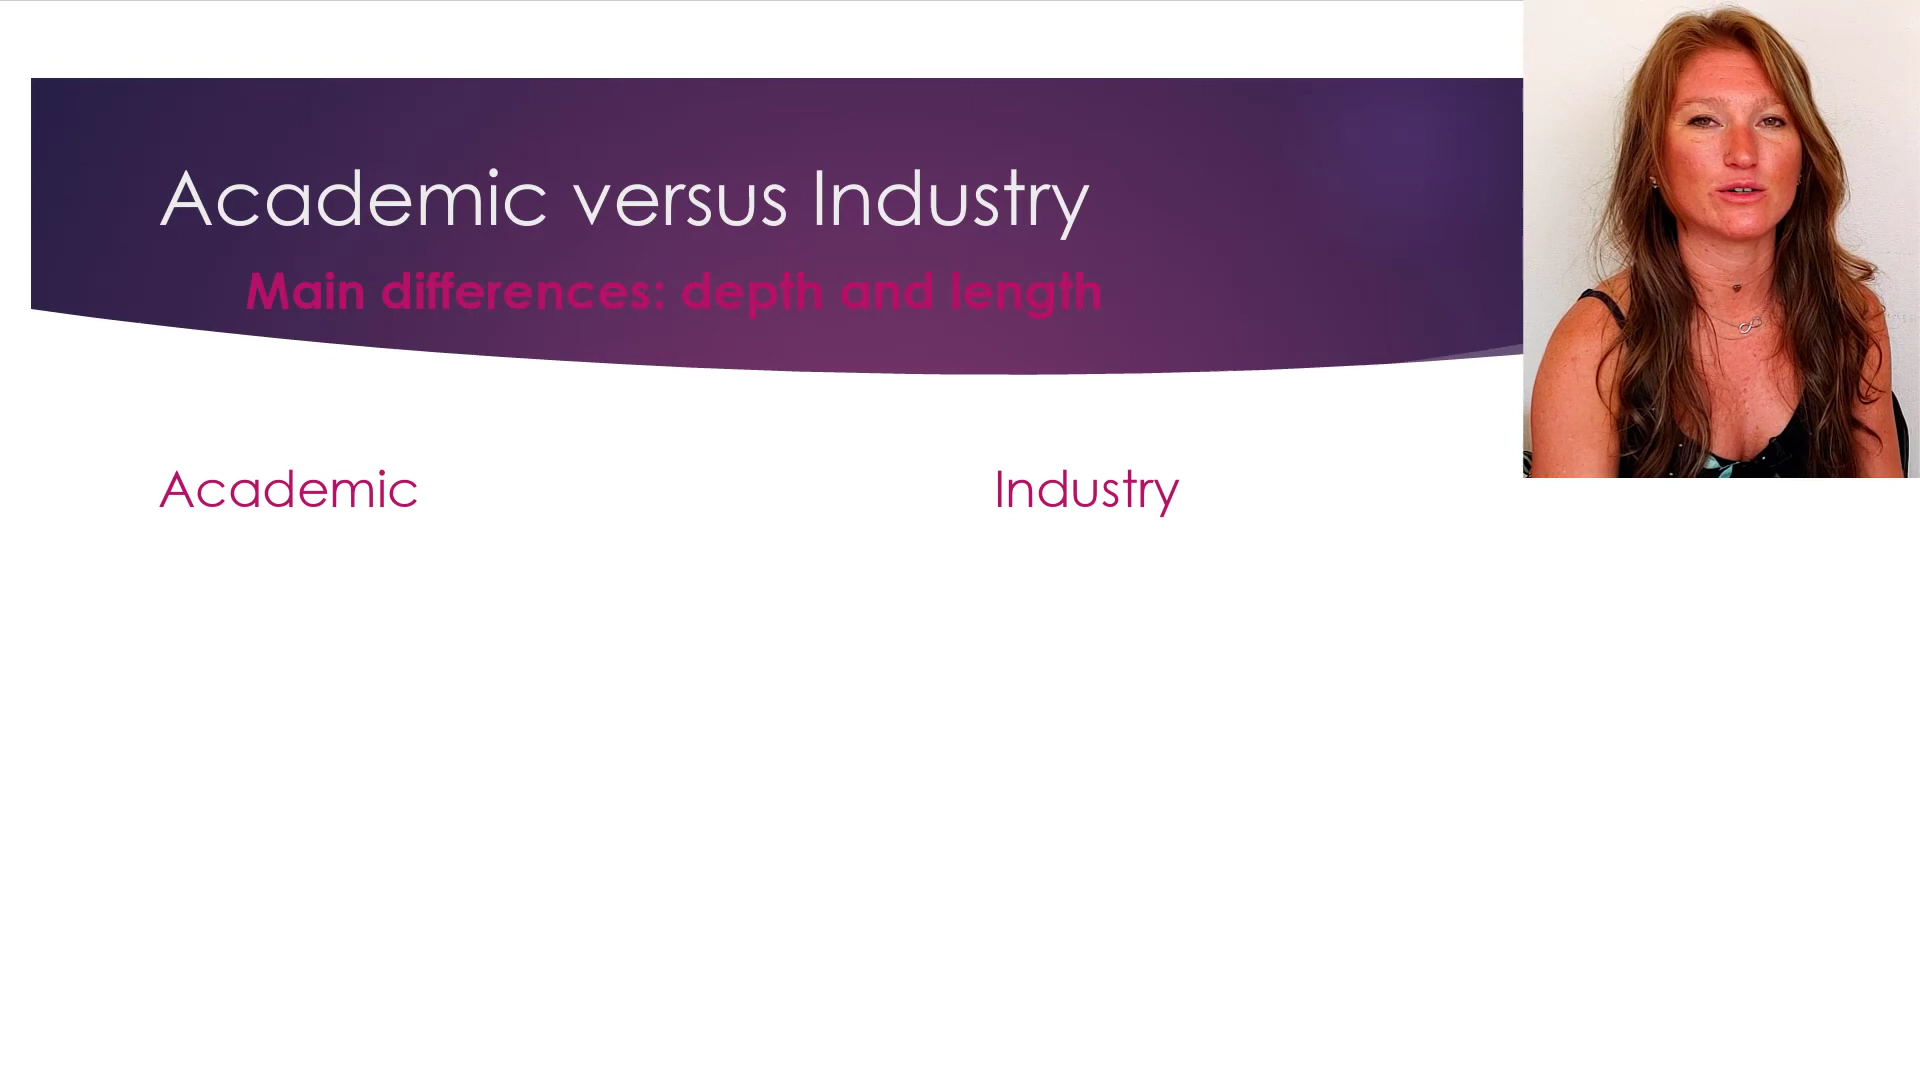 Academic versus Industry
Main differences: depth and length
Academic
Industry